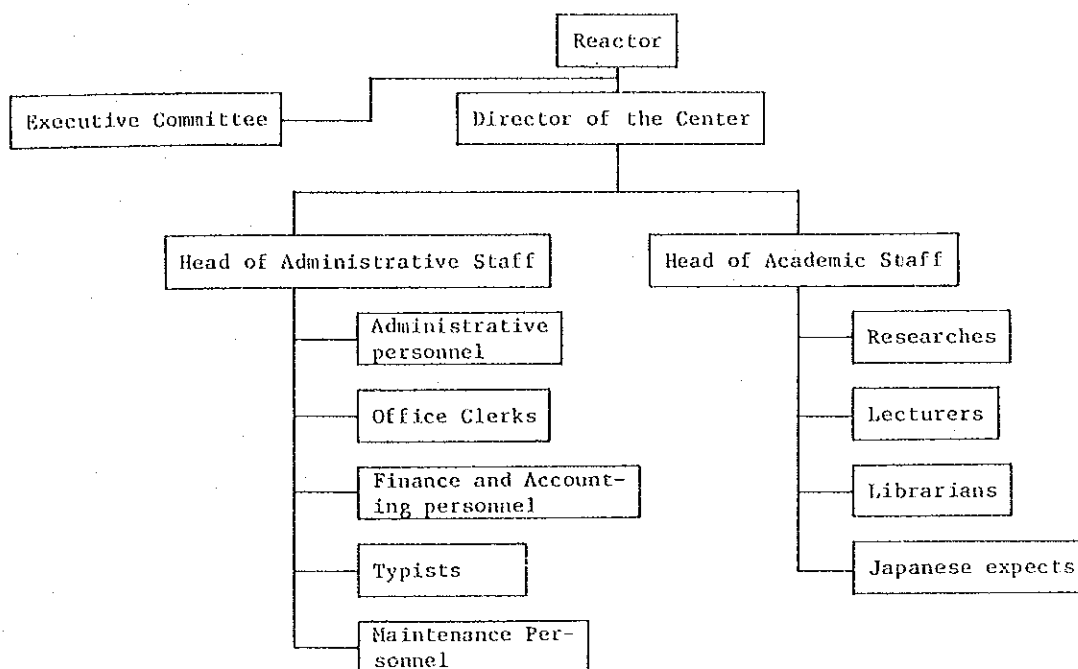 Reactor
Executive Committee
Director of the Center
Head of Administrative Staff
Head of Academic Staff
Administrative
personnel
Office Clerks
Finance and Account-
ing personnel
Typists
Maintenance Per-
sonnel
Researches
Lecturers
Librarians
Japanese expects